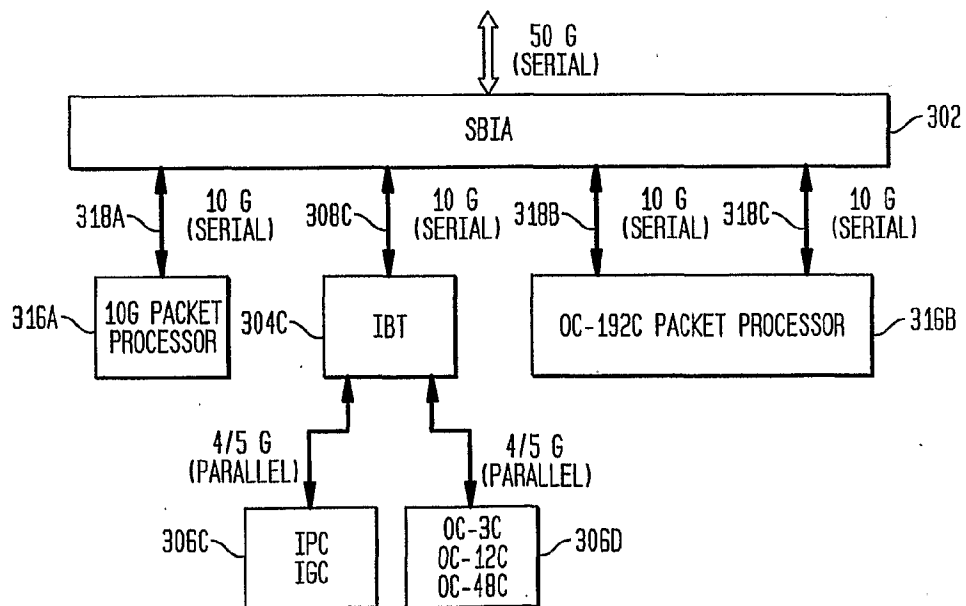 50 G
(SERIAL)
SBIA
302
318A
10 G
(SERIAL)
308C
10 G
(SERIAL)
318B
10 G
(SERIAL)
318C
10 G
(SERIAL)
316A
10G PACKET
PROCESSOR
304C
IBT
OC-192C PACKET PROCESSOR
316B
4/5 G
(PARALLEL)
4/5 G
(PARALLEL)
306C
IPC
IGC
OC-3C
OC-12C
OC-48C
306D